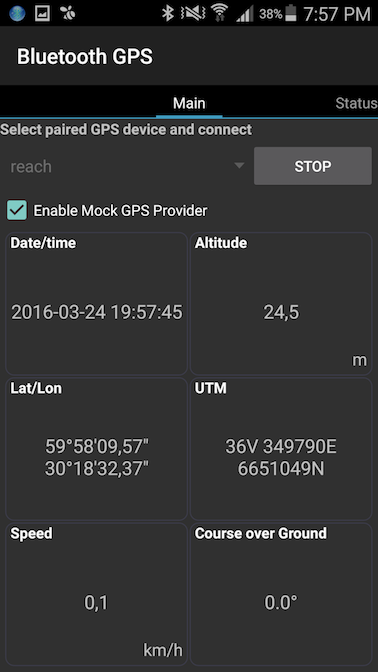 38% 7:57 PM
Bluetooth GPS
Main Status
Select paired GPS device and connect
reach STOP
Enable Mock GPS Provider
Date/time Altitude
2016-03-24 19:57:45 24,5
m
Lat/Lon UTM
59°58'09,57" 36V 349790E
30°18'32,37" 6651049N
Speed Course over Ground
0,1 0.0°
km/h